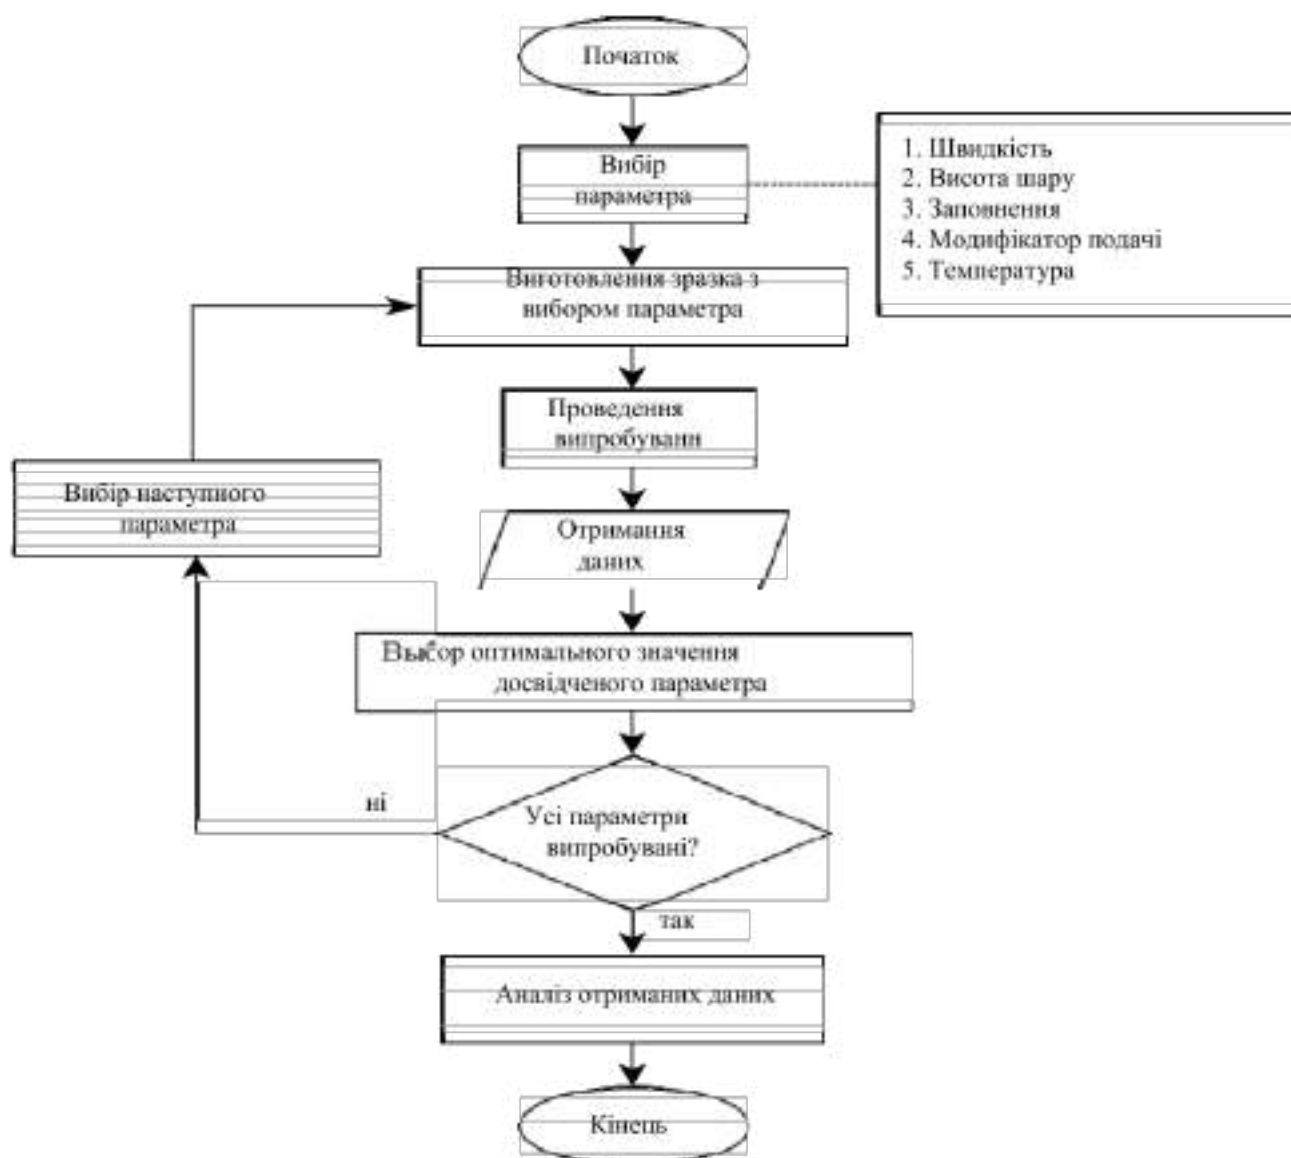 Початок
Вибір
параметра
1. Швидкість
2. Висота шару
3. Заповнення
4. Модифікатор подачі
5. Температура
Виготовлення зразка з
вибором параметра
Проведення
випробуванн
Вибір наступного
параметра
Отримання
даних
Выбор оптимального значення
досвідченого параметра
ні
Усі параметри
випробувані?
так
Аналіз отриманих даних
Кінець